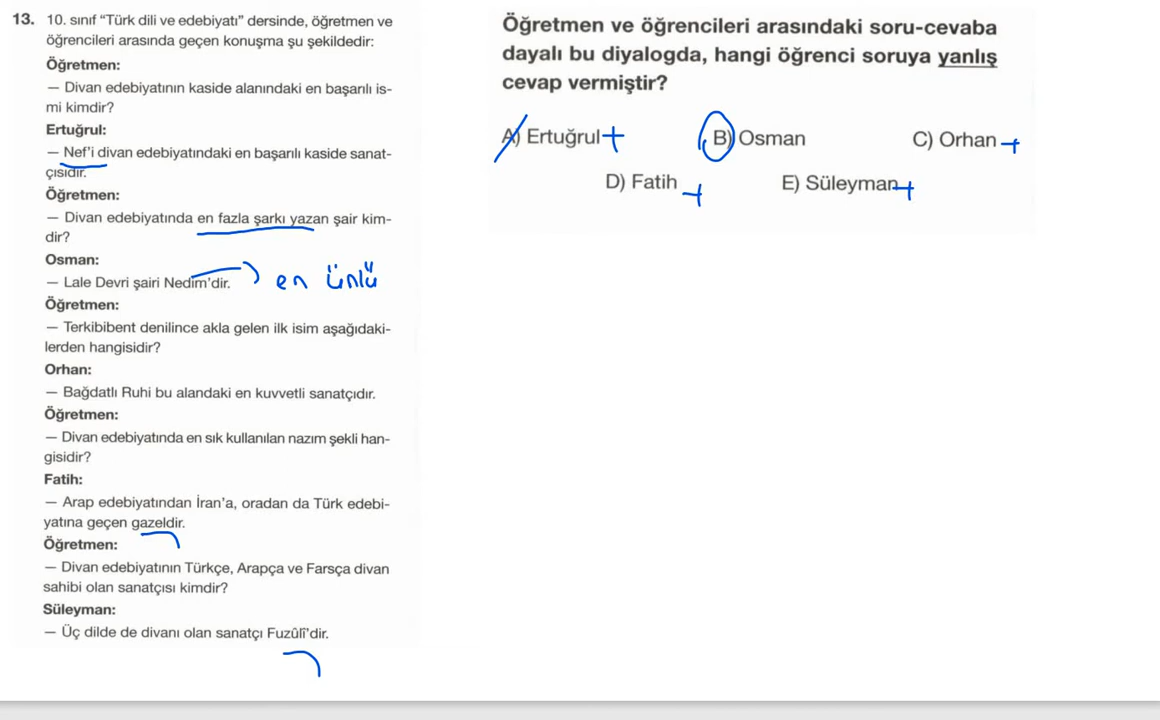 13. 10. sınıf “Türk dili ve edebiyatı” dersinde, öğretmen ve
öğrencileri arasında geçen konuşma şu şekildedir:
Öğretmen:
— Divan edebiyatının kaside alanındaki en başarılı is-
mi kimdir?
Ertuğrul:
— Nef’i divan edebiyatındaki en başarılı kaside sanat-
çısıdır.
Öğretmen:
— Divan edebiyatında en fazla şarkı yazan şair kim-
dir?
Osman:
— Lale Devri şairi Nedim’dir.
en ünlü
Öğretmen:
— Terkibibent denilince akla gelen ilk isim aşağıdaki-
lerden hangisidir?
Orhan:
— Bağdatlı Ruhi bu alandaki en kuvvetli sanatçıdır.
Öğretmen:
— Divan edebiyatında en sık kullanılan nazım şekli han-
gisidir?
Fatih:
— Arap edebiyatından İran’a, oradan da Türk edebi-
yatına geçen gazeldir.
Öğretmen:
— Divan edebiyatının Türkçe, Arapça ve Farsça divan
sahibi olan sanatçısı kimdir?
Süleyman:
— Üç dilde de divanı olan sanatçı Fuzûlî’dir.
Öğretmen ve öğrencileri arasındaki soru-cevaba
dayalı bu diyalogda, hangi öğrenci soruya yanlış
cevap vermiştir?
A) Ertuğrul + B) Osman C) Orhan +
D) Fatih + E) Süleyman +